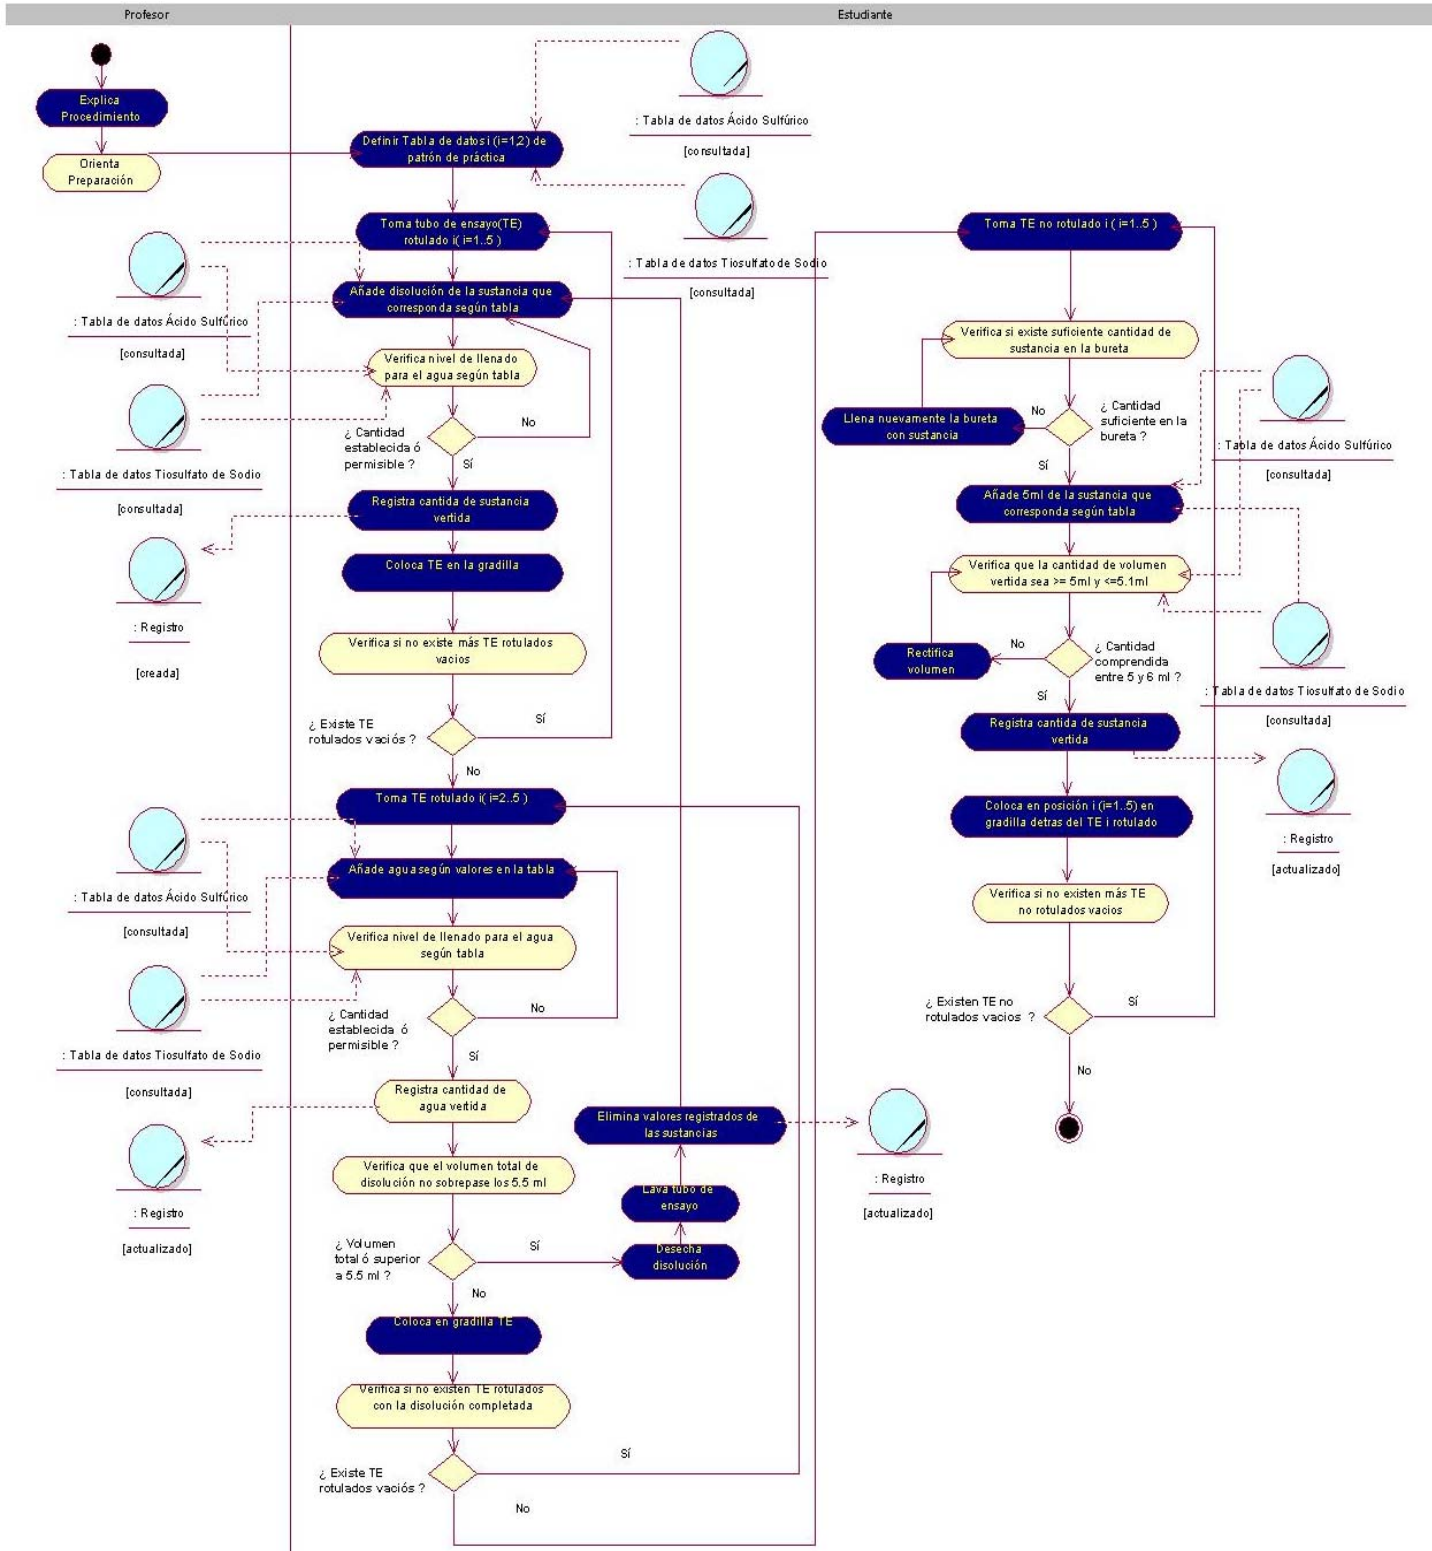 Profesor
Estudiante
Explica
Procedimiento
Orienta
Preparación
: Tabla de datos Ácido Sulfúrico
[consultada]
Definir Tabla de datos i (i=1,2) de
patrón de práctica
: Tabla de datos Tiosulfato de Sodio
[consultada]
Toma tubo de ensayo(TE)
rotulado i( i=1..5 )
: Tabla de datos Ácido Sulfúrico
[consultada]
Añade disolución de la sustancia que
corresponda según tabla
Verifica nivel de llenado
para el agua según tabla
: Tabla de datos Tiosulfato de Sodio
[consultada]
¿ Cantidad
establecida ó
permisible ?
No
Sí
Registra cantida de sustancia
vertida
: Registro
[creada]
Coloca TE en la gradilla
Verifica si no existe más TE rotulados
vacios
¿ Existe TE
rotulados vaciós ?
Sí
No
Toma TE rotulado i( i=2..5 )
: Tabla de datos Ácido Sulfúrico
[consultada]
Añade agua según valores en la tabla
Verifica nivel de llenado para el agua
según tabla
: Tabla de datos Tiosulfato de Sodio
[consultada]
¿ Cantidad
establecida ó
permisible ?
No
Sí
Registra cantidad de
agua vertida
: Registro
[actualizado]
Verifica que el volumen total de
disolución no sobrepase los 5.5 ml
¿ Volumen
total ó superior
a 5.5 ml ?
Sí
No
Desecha
disolución
Lava tubo de
ensayo
Elimina valores registrados de
las sustancias
: Registro
[actualizado]
Coloca en gradilla TE
Verifica si no existen TE rotulados
con la disolución completada
¿ Existe TE
rotulados vaciós ?
Sí
No
Toma TE no rotulado i ( i=1..5 )
Verifica si existe suficiente cantidad de
sustancia en la bureta
Llena nuevamente la bureta
con sustancia
No
¿ Cantidad
suficiente en la
bureta ?
Sí
: Tabla de datos Ácido Sulfúrico
[consultada]
Añade 5ml de la sustancia que
corresponda según tabla
Verifica que la cantidad de volumen
vertida sea >= 5ml y <=5.1ml
: Tabla de datos Tiosulfato de Sodio
[consultada]
Rectifica
volumen
No
¿ Cantidad
comprendida
entre 5 y 6 ml ?
Sí
Registra cantida de sustancia
vertida
: Registro
[actualizado]
Coloca en posición i (i=1..5) en
gradilla detras del TE i rotulado
Verifica si no existen más TE
no rotulados vacios
¿ Existen TE no
rotulados vacios ?
Sí
No